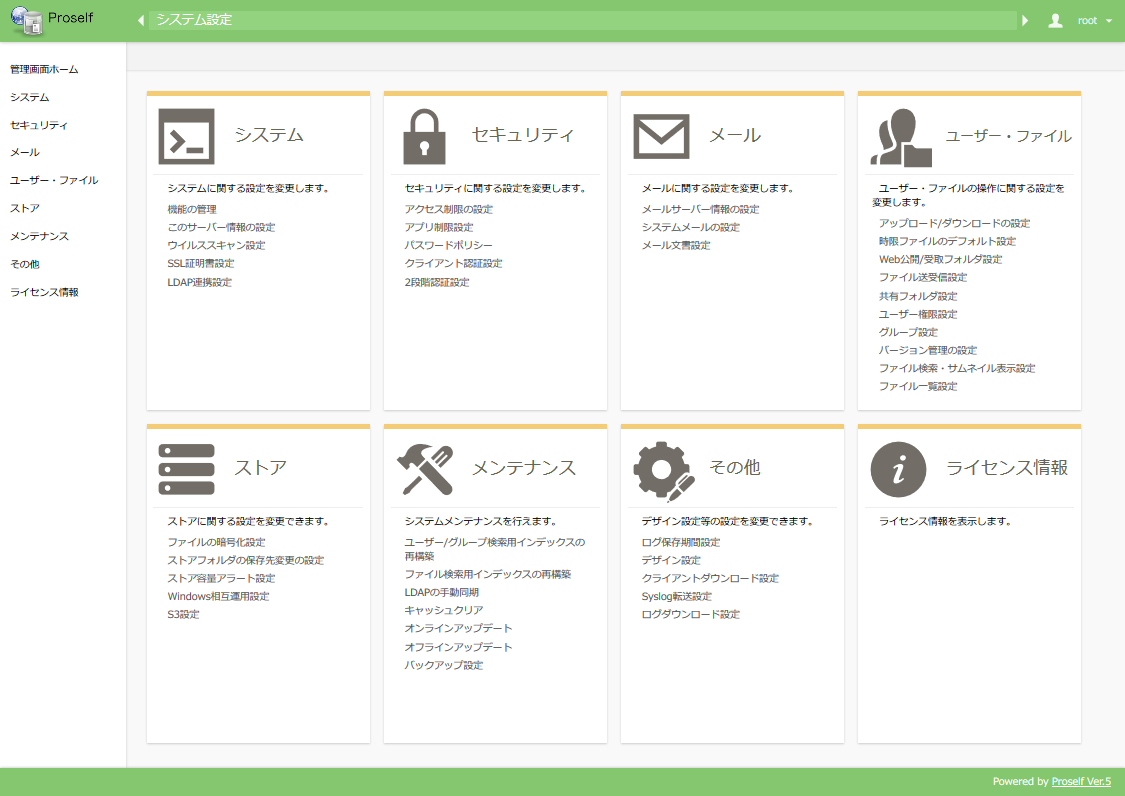 Proself
システム設定
root
管理画面ホーム
システム
セキュリティ
メール
ユーザー・ファイル
ストア
メンテナンス
その他
ライセンス情報
システム
システムに関する設定を変更します。
機能の管理
このサーバー情報の設定
ウイルススキャン設定
SSL証明書設定
LDAP連携設定
セキュリティ
セキュリティに関する設定を変更します。
アクセス制限の設定
アプリ制限設定
パスワードポリシー
クライアント認証設定
2段階認証設定
メール
メールに関する設定を変更します。
メールサーバー情報の設定
システムメールの設定
メール文書設定
ユーザー・ファイル
ユーザー・ファイルの操作に関する設定を
変更します。
アップロード/ダウンロードの設定
時限ファイルのデフォルト設定
Web公開/受取フォルダ設定
ファイル送受信設定
共有フォルダ設定
ユーザー権限設定
グループ設定
バージョン管理の設定
ファイル検索・サムネイル表示設定
ファイル一覧設定
ストア
ストアに関する設定を変更できます。
ファイルの暗号化設定
ストアフォルダの保存先変更の設定
ストア容量アラート設定
Windows相互運用設定
S3設定
メンテナンス
システムメンテナンスを行えます。
ユーザー/グループ検索用インデックスの
再構築
ファイル検索用インデックスの再構築
LDAPの手動同期
キャッシュクリア
オンラインアップデート
オフラインアップデート
バックアップ設定
その他
デザイン設定等の設定を変更できます。
ログ保存期間設定
デザイン設定
クライアントダウンロード設定
Syslog転送設定
ログダウンロード設定
ライセンス情報
ライセンス情報を表示します。
Powered by Proself Ver.5